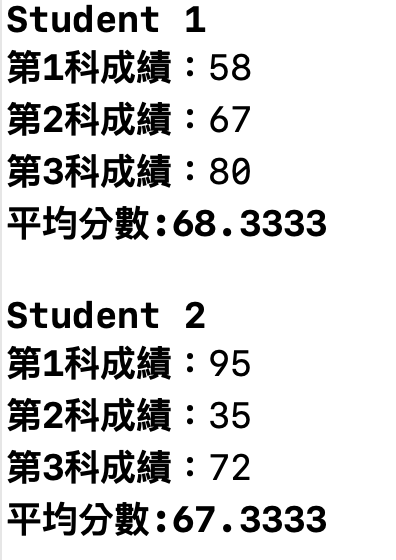 Student 1
第1科成績：58
第2科成績：67
第3科成績：80
平均分數:68.3333
Student 2
第1科成績：95
第2科成績：35
第3科成績：72
平均分數:67.3333